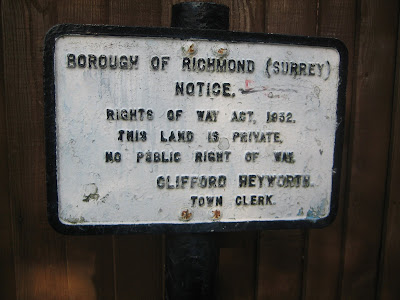 BOROUGH OF RICHMOND (SURREY)
NOTICE.
RIGHTS OF WAY ACT, 1932.
THIS LAND IS PRIVATE,
NO PUBLIC RIGHT OF WAY.
CLIFFORD HEYWORTH.
TOWN CLERK.